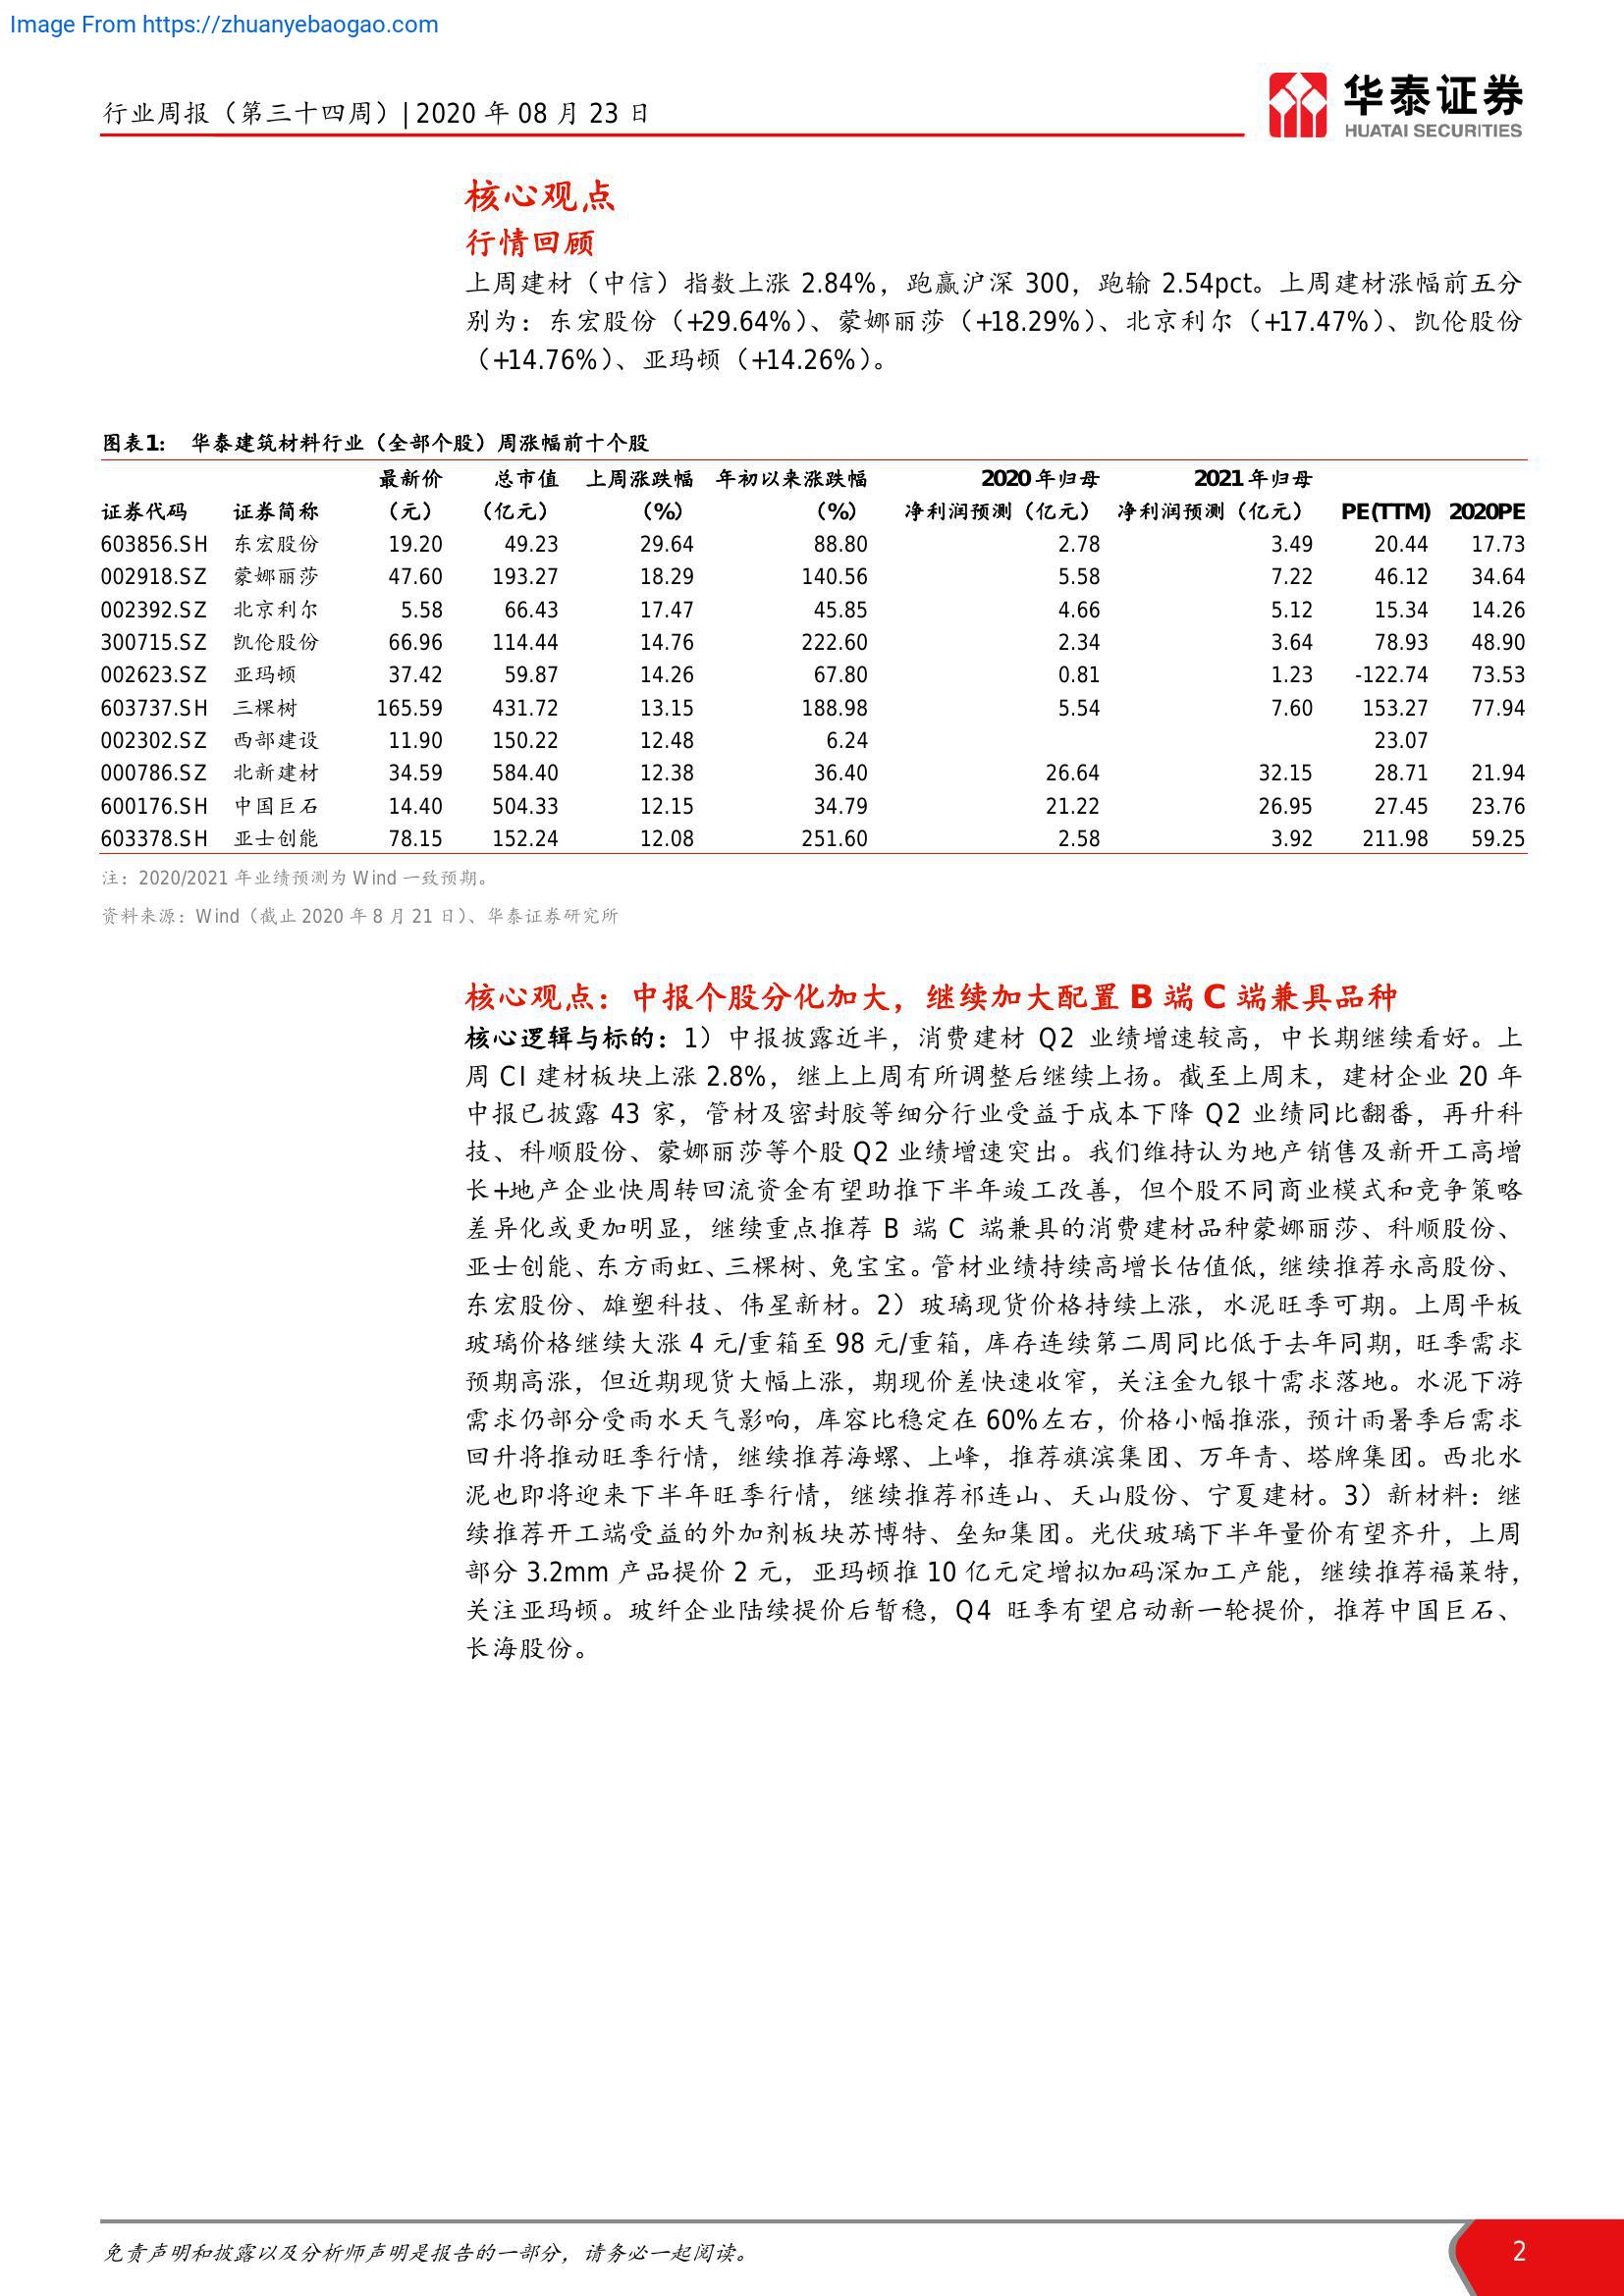 Image From https://zhuanyebaogao.com
行业周报（第三十四周）| 2020 年 08 月 23 日
华泰证券
HUATAI SECURITIES
核心观点
行情回顾
上周建材（中信）指数上涨 2.84%，跑赢沪深 300，跑输 2.54pct。上周建材涨幅前五分
别为：东宏股份（+29.64%）、蒙娜丽莎（+18.29%）、北京利尔（+17.47%）、凯伦股份
（+14.76%）、亚玛顿（+14.26%）。
图表1： 华泰建筑材料行业（全部个股）周涨幅前十个股
最新价 总市值 上周涨跌幅 年初以来涨跌幅 2020 年归母 2021 年归母
证券代码 证券简称 （元） （亿元） （%） （%） 净利润预测（亿元） 净利润预测（亿元） PE(TTM) 2020PE
603856.SH 东宏股份 19.20 49.23 29.64 88.80 2.78 3.49 20.44 17.73
002918.SZ 蒙娜丽莎 47.60 193.27 18.29 140.56 5.58 7.22 46.12 34.64
002392.SZ 北京利尔 5.58 66.43 17.47 45.85 4.66 5.12 15.34 14.26
300715.SZ 凯伦股份 66.96 114.44 14.76 222.60 2.34 3.64 78.93 48.90
002623.SZ 亚玛顿 37.42 59.87 14.26 67.80 0.81 1.23 -122.74 73.53
603737.SH 三棵树 165.59 431.72 13.15 188.98 5.54 7.60 153.27 77.94
002302.SZ 西部建设 11.90 150.22 12.48 6.24 23.07
000786.SZ 北新建材 34.59 584.40 12.38 36.40 26.64 32.15 28.71 21.94
600176.SH 中国巨石 14.40 504.33 12.15 34.79 21.22 26.95 27.45 23.76
603378.SH 亚士创能 78.15 152.24 12.08 251.60 2.58 3.92 211.98 59.25
注：2020/2021 年业绩预测为 Wind 一致预期。
资料来源：Wind（截止 2020 年 8 月 21 日）、华泰证券研究所
核心观点：中报个股分化加大，继续加大配置 B 端 C 端兼具品种
核心逻辑与标的：1）中报披露近半，消费建材 Q2 业绩增速较高，中长期继续看好。上
周 CI 建材板块上涨 2.8%，继上上周有所调整后继续上扬。截至上周末，建材企业 20 年
中报已披露 43 家，管材及密封胶等细分行业受益于成本下降 Q2 业绩同比翻番，再升科
技、科顺股份、蒙娜丽莎等个股 Q2 业绩增速突出。我们维持认为地产销售及新开工高增
长+地产企业快周转回流资金有望助推下半年竣工改善，但个股不同商业模式和竞争策略
差异化或更加明显，继续重点推荐 B 端 C 端兼具的消费建材品种蒙娜丽莎、科顺股份、
亚士创能、东方雨虹、三棵树、兔宝宝。管材业绩持续高增长估值低，继续推荐永高股份、
东宏股份、雄塑科技、伟星新材。2）玻璃现货价格持续上涨，水泥旺季可期。上周平板
玻璃价格继续大涨 4 元/重箱至 98 元/重箱，库存连续第二周同比低于去年同期，旺季需求
预期高涨，但近期现货大幅上涨，期现价差快速收窄，关注金九银十需求落地。水泥下游
需求仍部分受雨水天气影响，库容比稳定在 60%左右，价格小幅推涨，预计雨暑季后需求
回升将推动旺季行情，继续推荐海螺、上峰，推荐旗滨集团、万年青、塔牌集团。西北水
泥也即将迎来下半年旺季行情，继续推荐祁连山、天山股份、宁夏建材。3）新材料：继
续推荐开工端受益的外加剂板块苏博特、垒知集团。光伏玻璃下半年量价有望齐升，上周
部分 3.2mm 产品提价 2 元，亚玛顿推 10 亿元定增拟加码深加工产能，继续推荐福莱特，
关注亚玛顿。玻纤企业陆续提价后暂稳，Q4 旺季有望启动新一轮提价，推荐中国巨石、
长海股份。
免责声明和披露以及分析师声明是报告的一部分，请务必一起阅读。
2